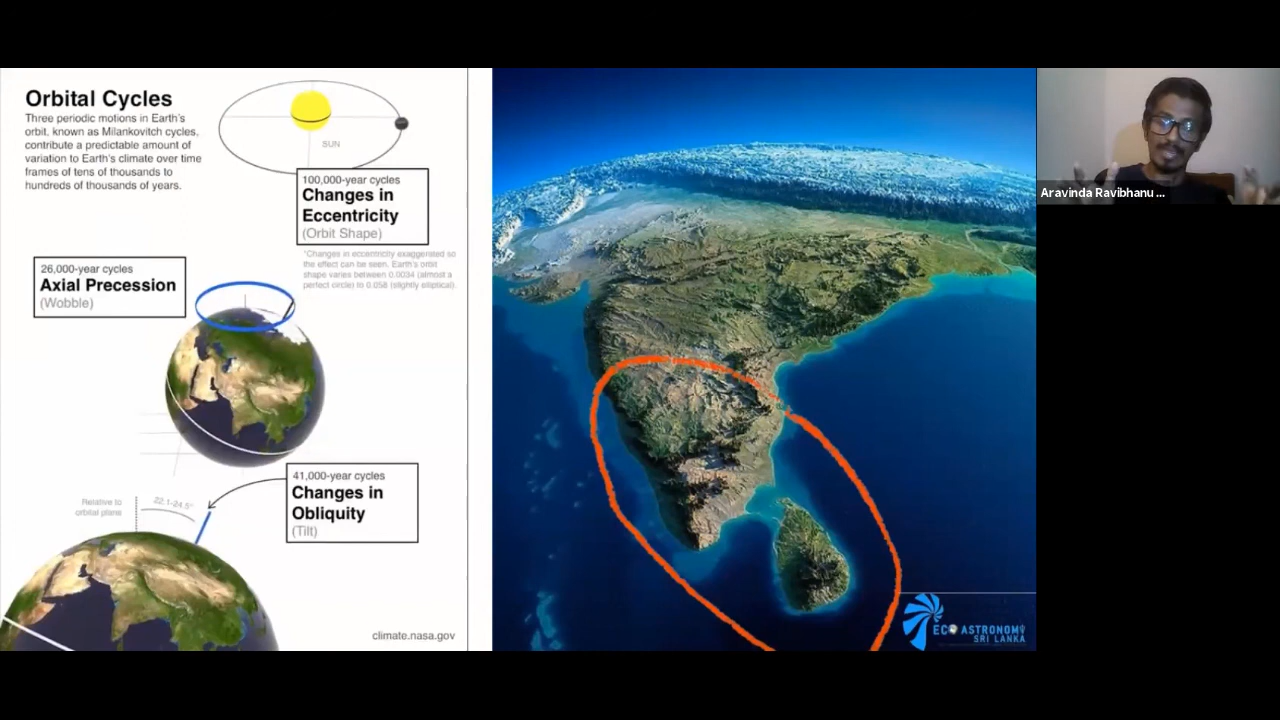 Orbital Cycles
Three periodic motions in Earth's
orbit, known as Milankovitch cycles,
contribute a predictable amount of
variation to Earth's climate over time
frames of tens of thousands to
hundreds of thousands of years.
SUN
100,000-year cycles
Changes in
Eccentricity
(Orbit Shape)
*Changes in eccentricity exaggerated so
the effect can be seen. Earth's orbit
shape varies between 0.0034 (almost a
perfect circle) to 0.058 (slightly elliptical).
26,000-year cycles
Axial Precession
(Wobble)
41,000-year cycles
Changes in
Obliquity
(Tilt)
Relative to
orbital plane
22.1-24.5°
climate.nasa.gov
ECO ASTRONOMY
SRI LANKA
Aravinda Ravibhanu ...